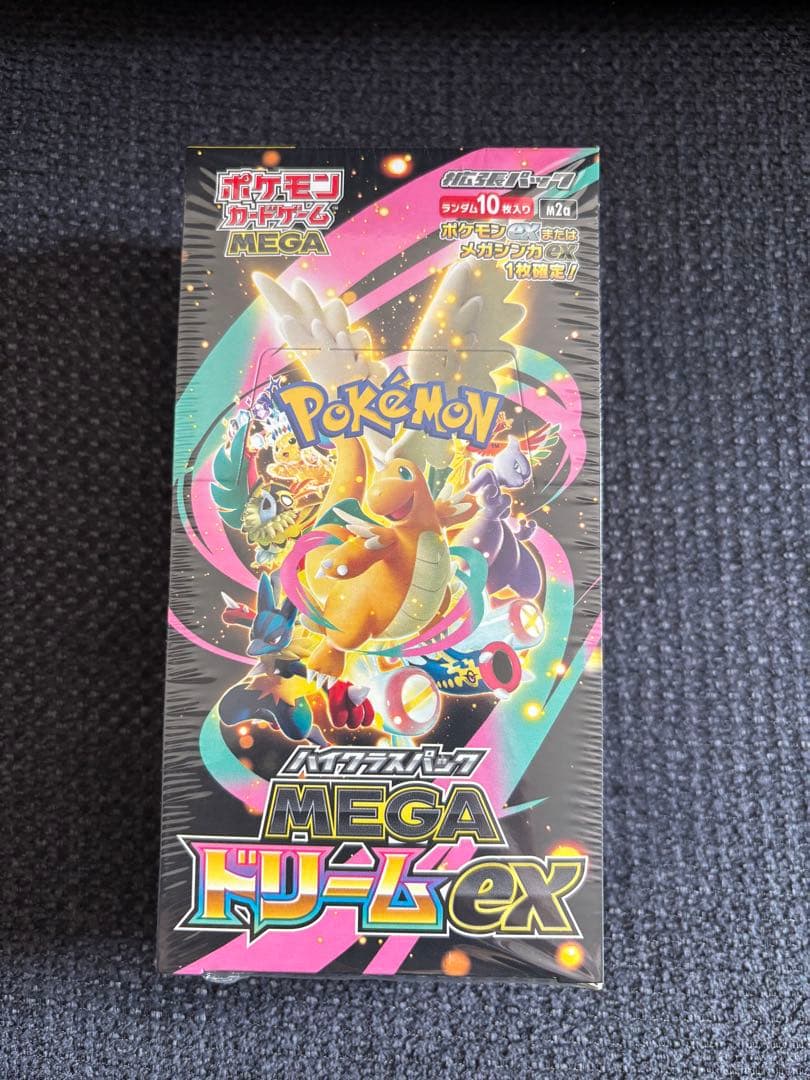 ポケモン
カードゲーム
MEGA
拡張パック
ランダム10枚入り M2a
ポケモンexまたは
メガシンカex
1枚確定!
POKéMON
ハイクラスパック
MEGA
ドリームex